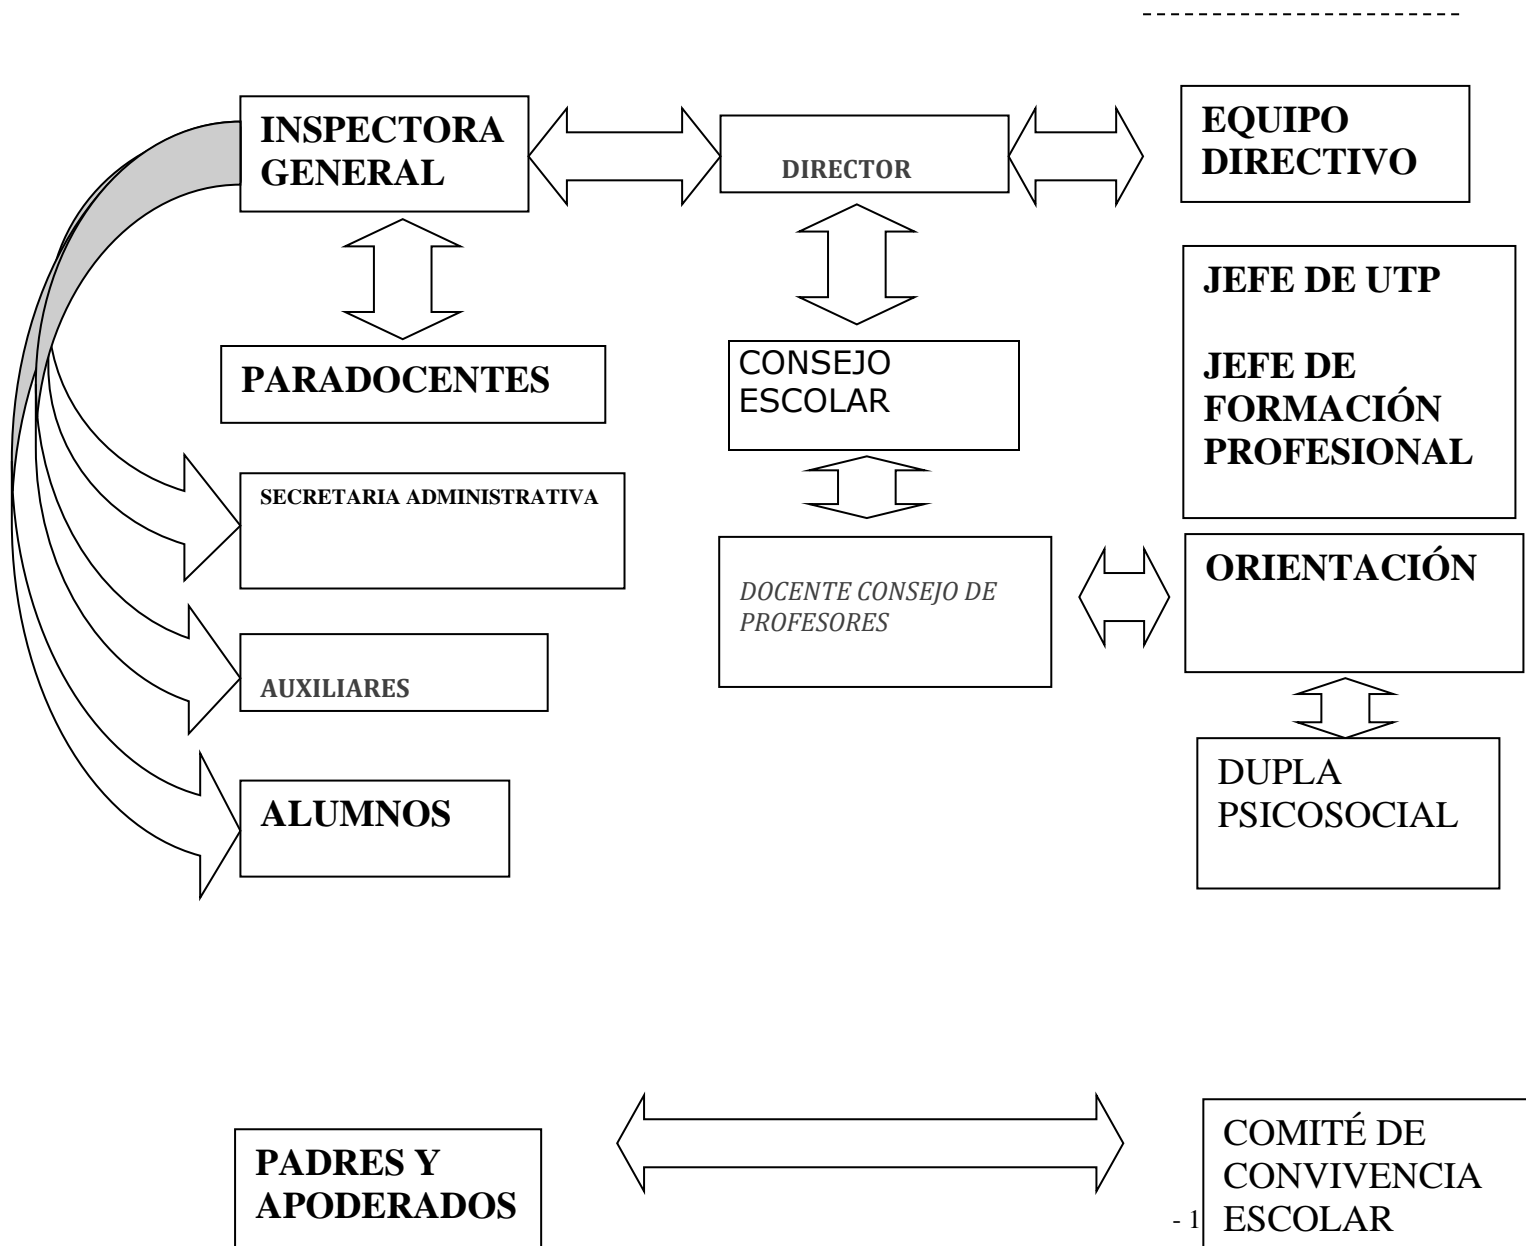 INSPECTORA
GENERAL
DIRECTOR
EQUIPO
DIRECTIVO
PARADOCENTES
CONSEJO
ESCOLAR
JEFE DE UTP
JEFE DE
FORMACIÓN
PROFESIONAL
SECRETARIA ADMINISTRATIVA
DOCENTE CONSEJO DE
PROFESORES
ORIENTACIÓN
AUXILIARES
ALUMNOS
DUPLA
PSICOSOCIAL
PADRES Y
APODERADOS
COMITÉ DE
CONVIVENCIA
ESCOLAR
- 1